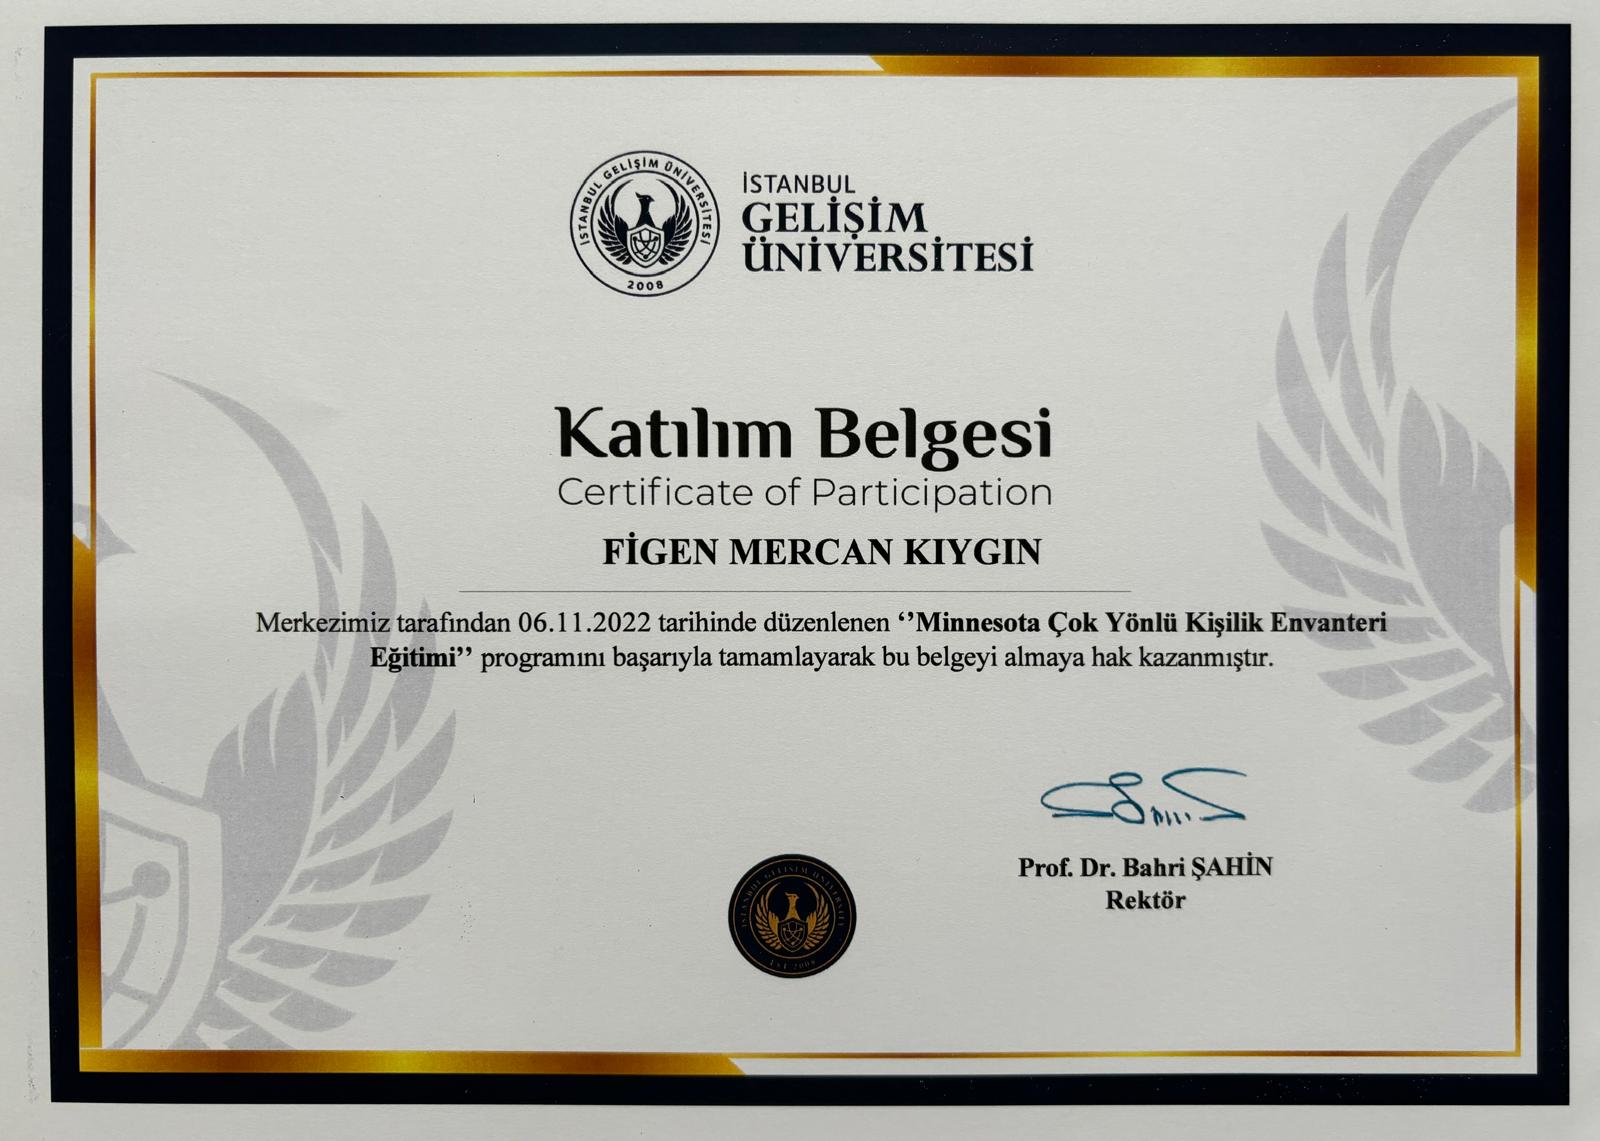 İSTANBUL GELİŞİM ÜNİVERSİTESİ
2008
İSTANBUL
GELİŞİM
ÜNİVERSİTESİ
Katılım Belgesi
Certificate of Participation
FİGEN MERCAN KIYGIN
Merkezimiz tarafından 06.11.2022 tarihinde düzenlenen ‘’Minnesota Çok Yönlü Kişilik Envanteri
Eğitimi’’ programını başarıyla tamamlayarak bu belgeyi almaya hak kazanmıştır.
Prof. Dr. Bahri ŞAHİN
Rektör